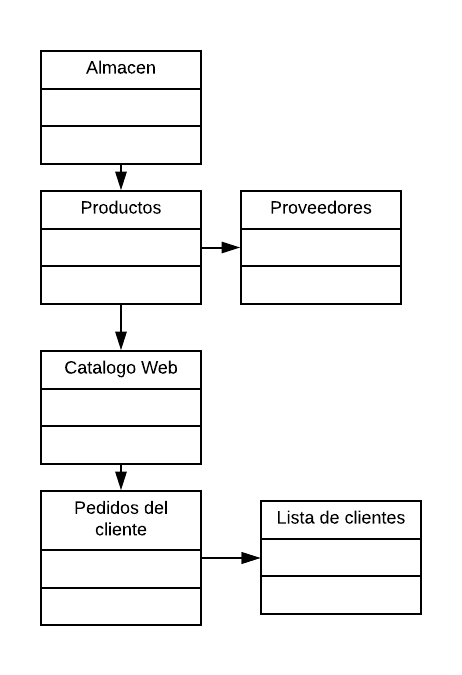 Almacen
Productos
Proveedores
Catalogo Web
Pedidos del
cliente
Lista de clientes